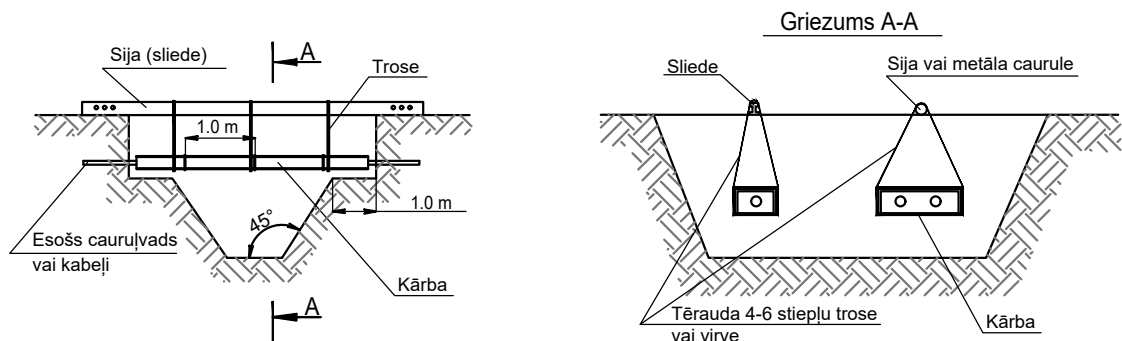 A
Sija (sliede)
Trose
1.0 m
1.0 m
45°
Esošs cauruļvads
vai kabeļi
Kārba
A
Griezums A-A
Sliede
Sija vai metāla caurule
Tērauda 4-6 stiepļu trose
vai virve
Kārba